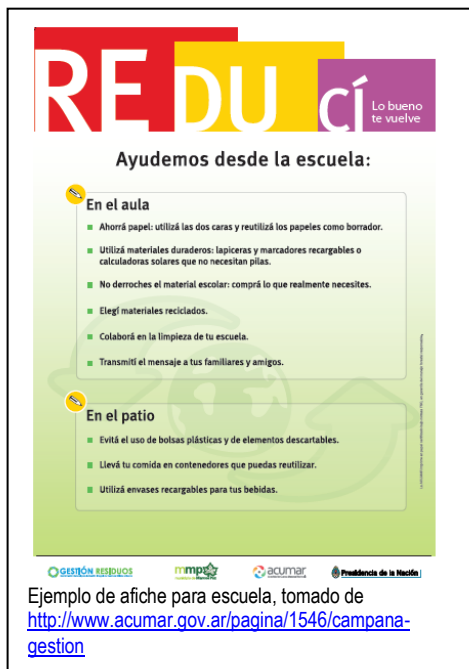 REDUCÍ
Lo bueno
te vuelve
Ayudemos desde la escuela:
En el aula
Ahorrá papel: utilizá las dos caras y reutilizá los papeles como borrador.
Utilizá materiales duraderos: lapiceras y marcadores recargables o
calculadoras solares que no necesitan pilas.
No derroches el material escolar: comprá lo que realmente necesites.
Elegí materiales reciclados.
Colaborá en la limpieza de tu escuela.
Transmití el mensaje a tus familiares y amigos.
En el patio
Evitá el uso de bolsas plásticas y de elementos descartables.
Llevá tu comida en contenedores que puedas reutilizar.
Utilizá envases recargables para tus bebidas.
GESTIÓN RESIDUOS
mmp
acumar
Presidencia de la Nación
Ejemplo de afiche para escuela, tomado de
http://www.acumar.gov.ar/pagina/1546/campana-
gestion